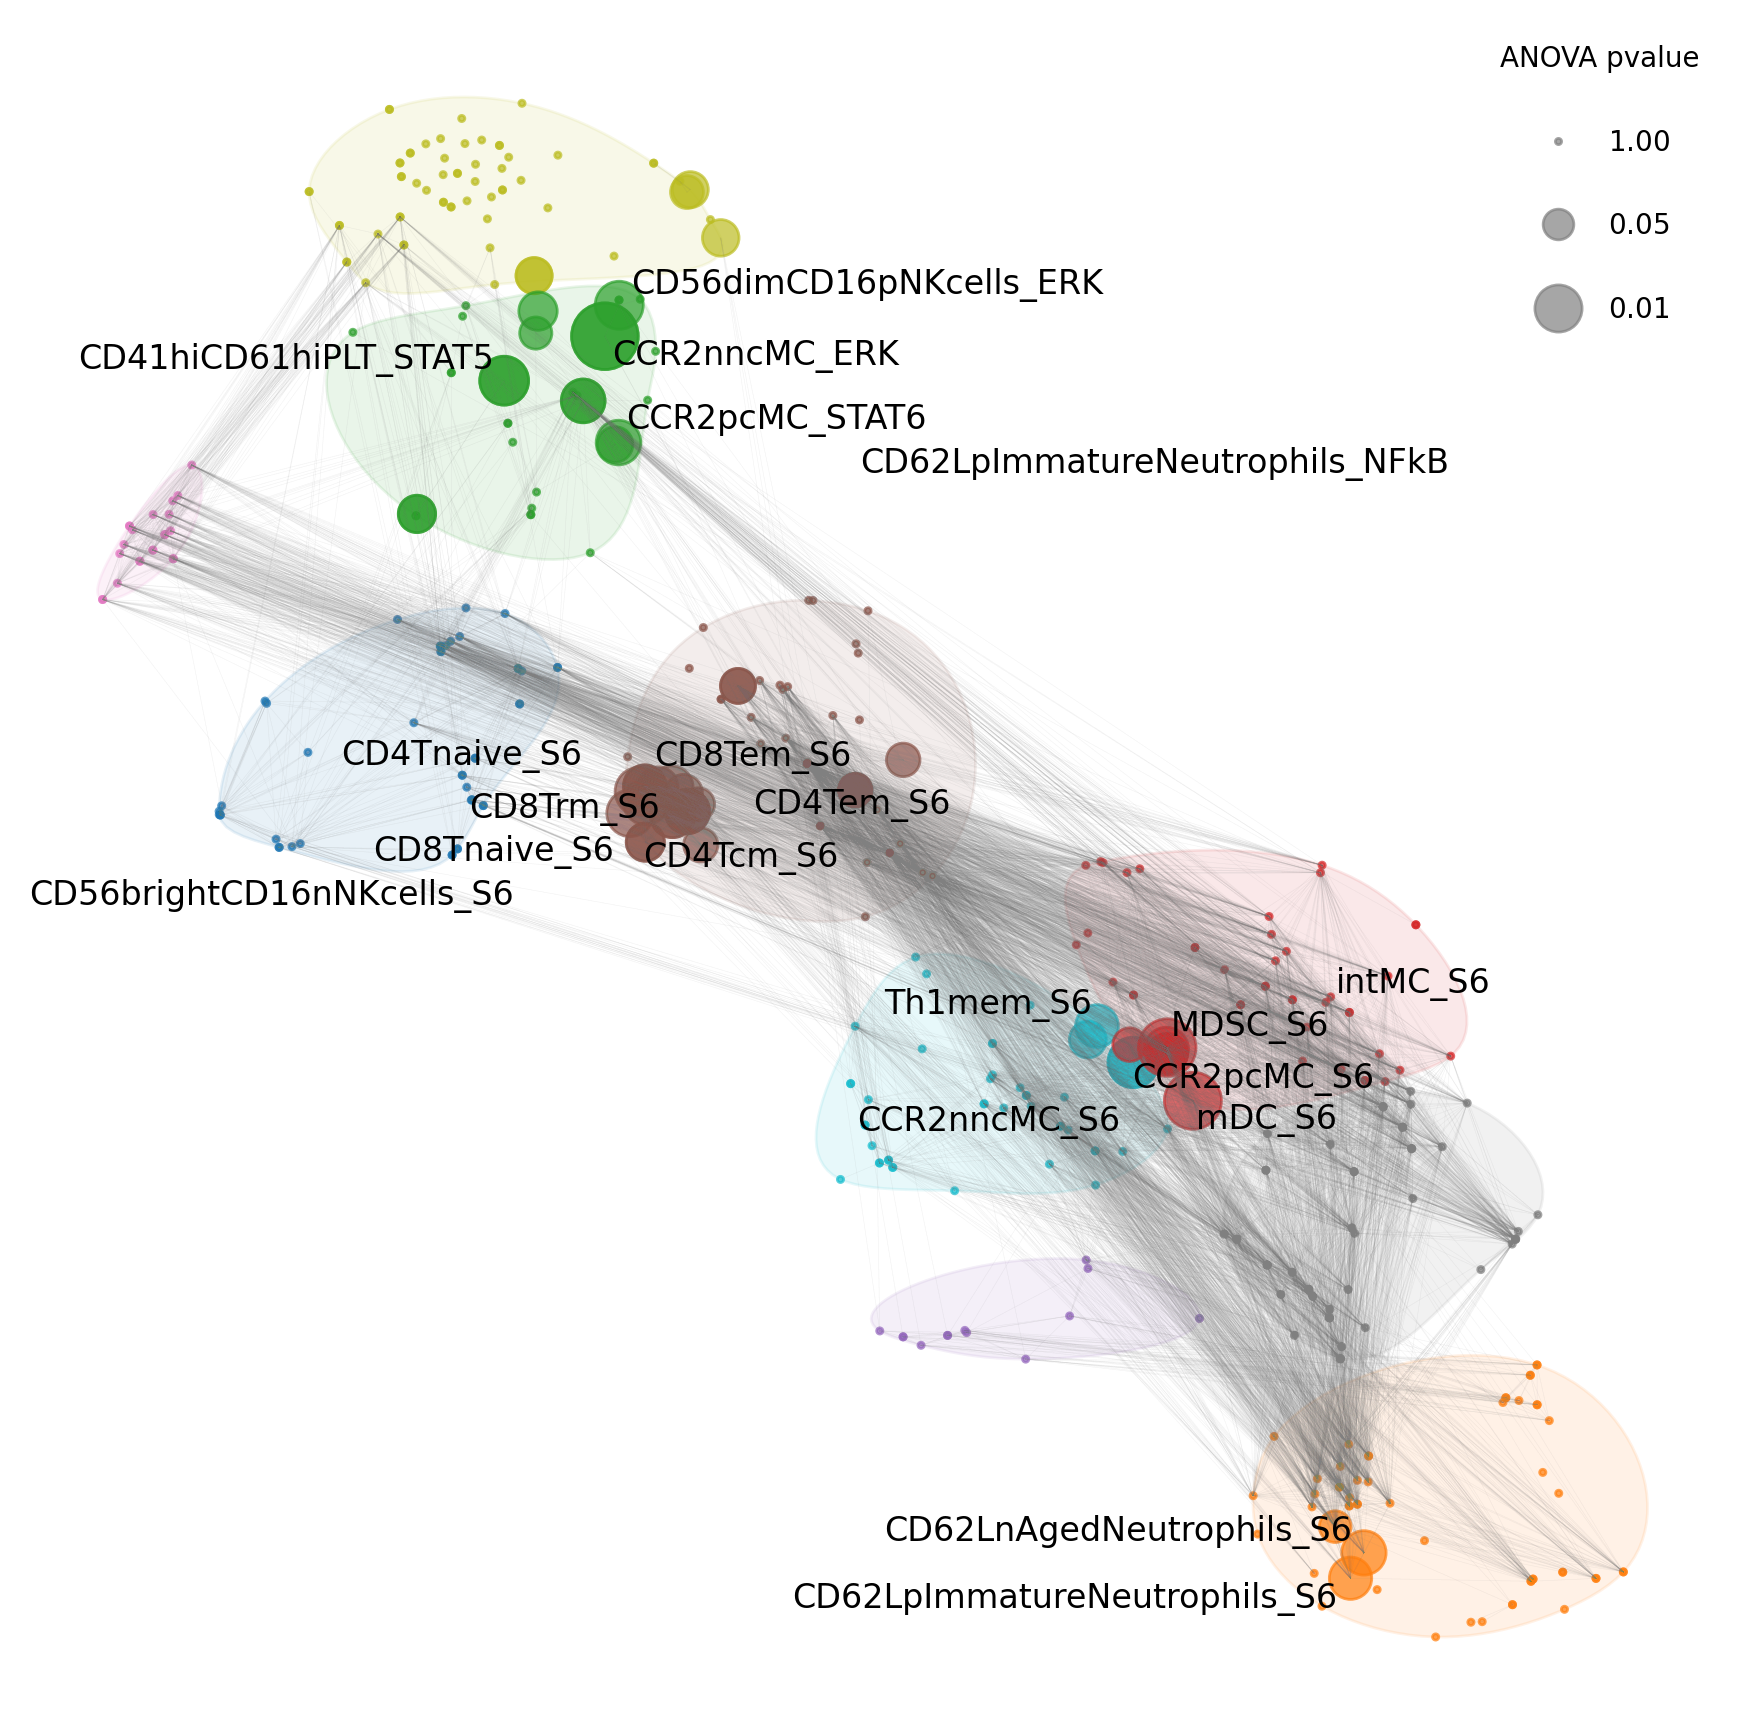 ANOVA pvalue
1.00
0.05
0.01
CD56dimCD16pNKcells_ERK
CD41hiCD61hiPLT_STAT5
CCR2nncMC_ERK
CCR2pcMC_STAT6
CD62LpImmatureNeutrophils_NFkB
CD4Tnaive_S6
CD8Tem_S6
CD8Trm_S6
CD4Tem_S6
CD8Tnaive_S6
CD4Tcm_S6
CD56brightCD16nNKcells_S6
intMC_S6
Th1mem_S6
MDSC_S6
CCR2pcMC_S6
CCR2nncMC_S6
mDC_S6
CD62LnAgedNeutrophils_S6
CD62LpImmatureNeutrophils_S6